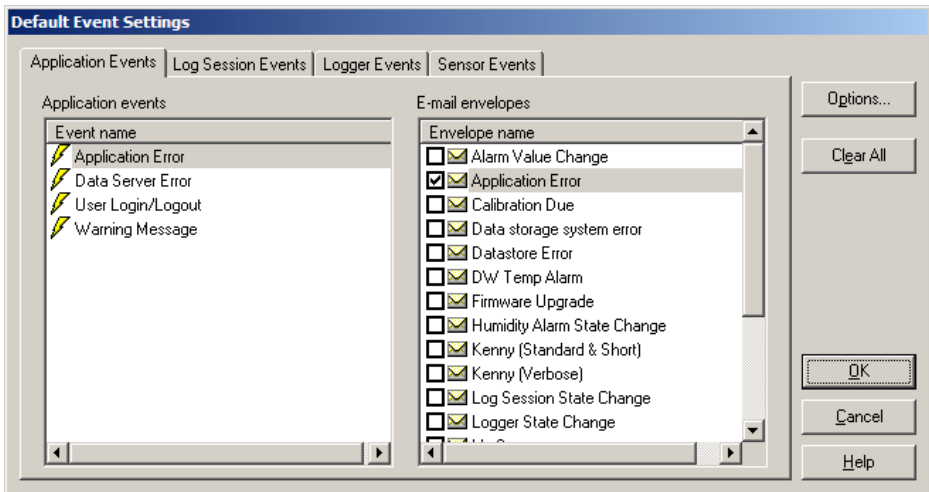 Default Event Settings
Application Events
Log Session Events
Logger Events
Sensor Events
Application events
Event name
Application Error
Data Server Error
User Login/Logout
Warning Message
E-mail envelopes
Envelope name
Alarm Value Change
Application Error
Calibration Due
Data storage system error
Datastore Error
DW Temp Alarm
Firmware Upgrade
Humidity Alarm State Change
Kenny (Standard & Short)
Kenny (Verbose)
Log Session State Change
Logger State Change
Options...
Clear All
OK
Cancel
Help